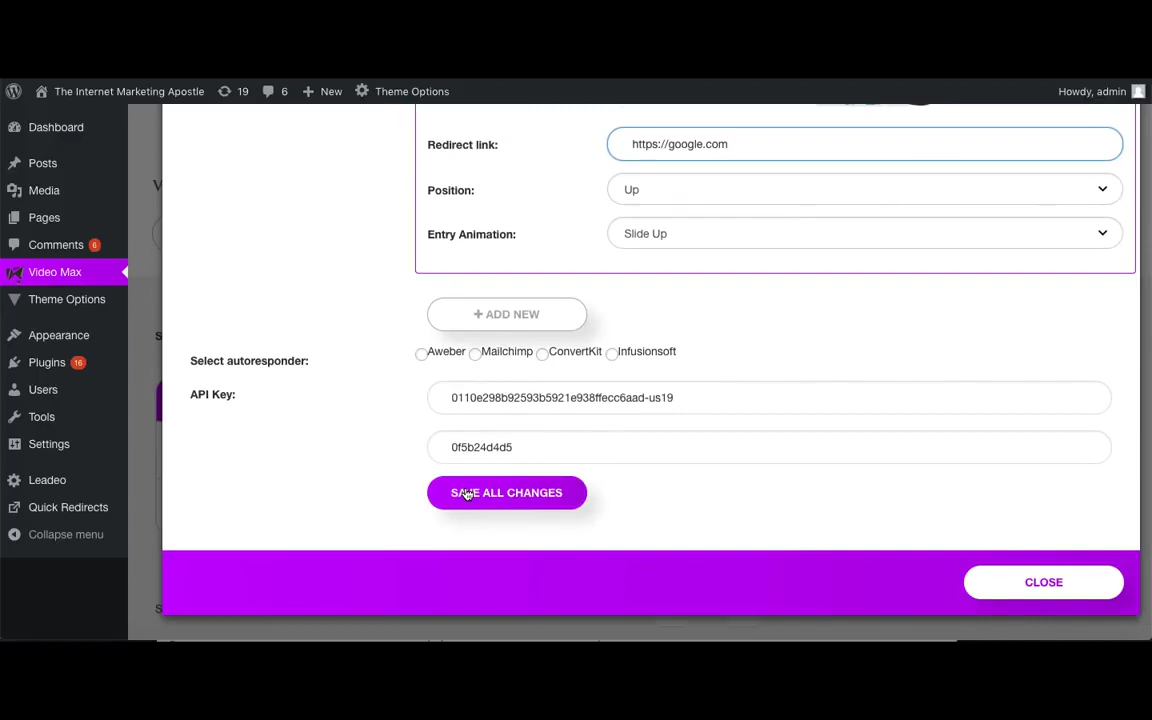 The Internet Marketing Apostle 19 6 New Theme Options Howdy, admin
Dashboard
Posts
Media
Pages
Comments 6
Video Max
Theme Options
Appearance
Plugins 16
Users
Tools
Settings
Leadeo
Quick Redirects
Collapse menu
Redirect link: https://google.com
Position: Up
Entry Animation: Slide Up
+ ADD NEW
Select autoresponder: Aweber Mailchimp ConvertKit Infusionsoft
API Key: 0110e298b92593b5921e938ffecc6aad-us19
0f5b24d4d5
SAVE ALL CHANGES
CLOSE